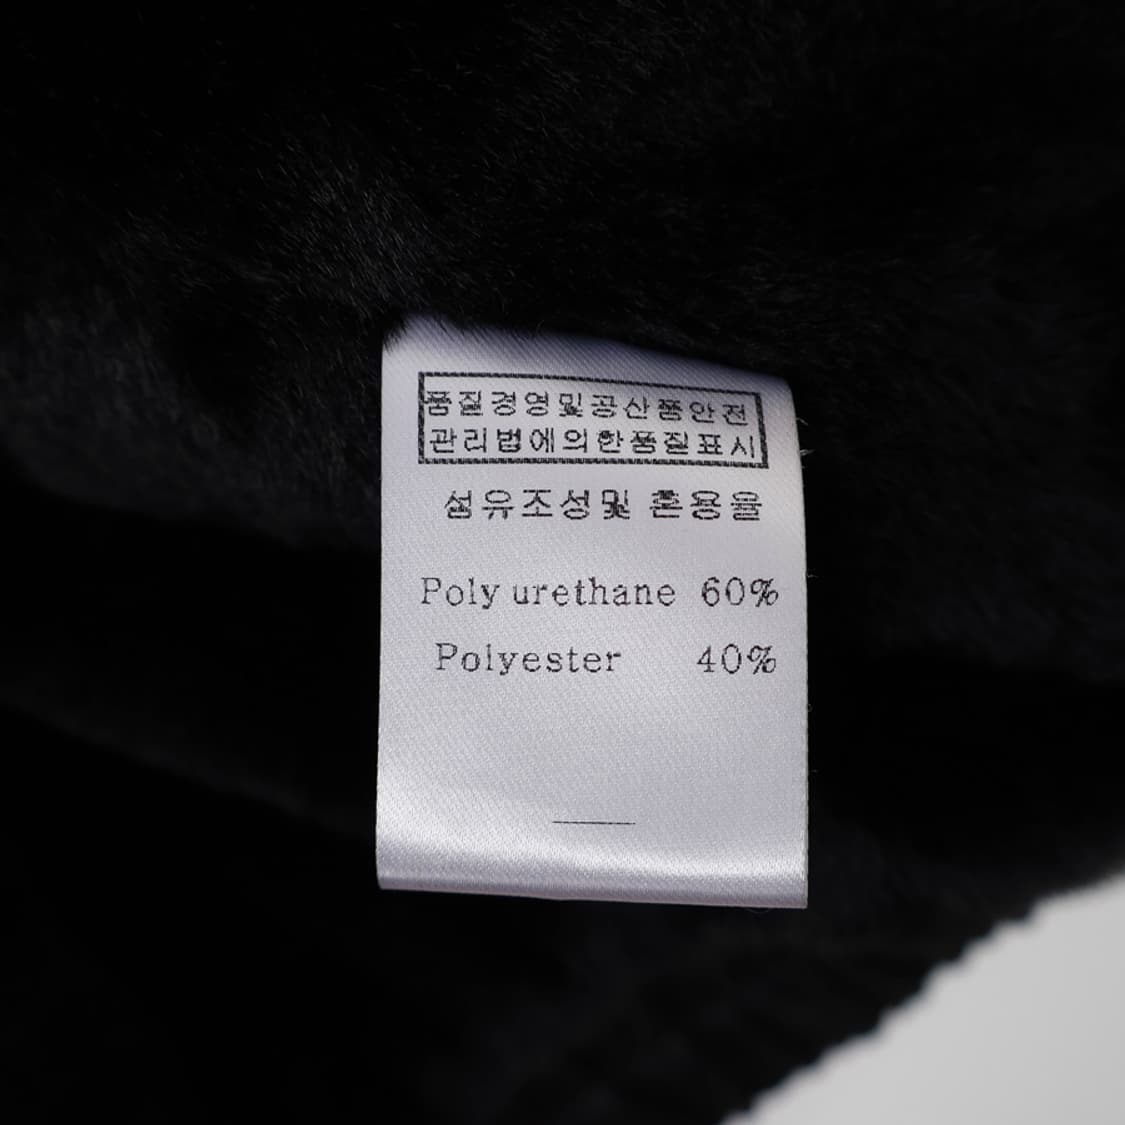 품질경영및공산품안전
관리법에의한품질표시
섬유조성및 혼용율
Poly urethane 60%
Polyester 40%